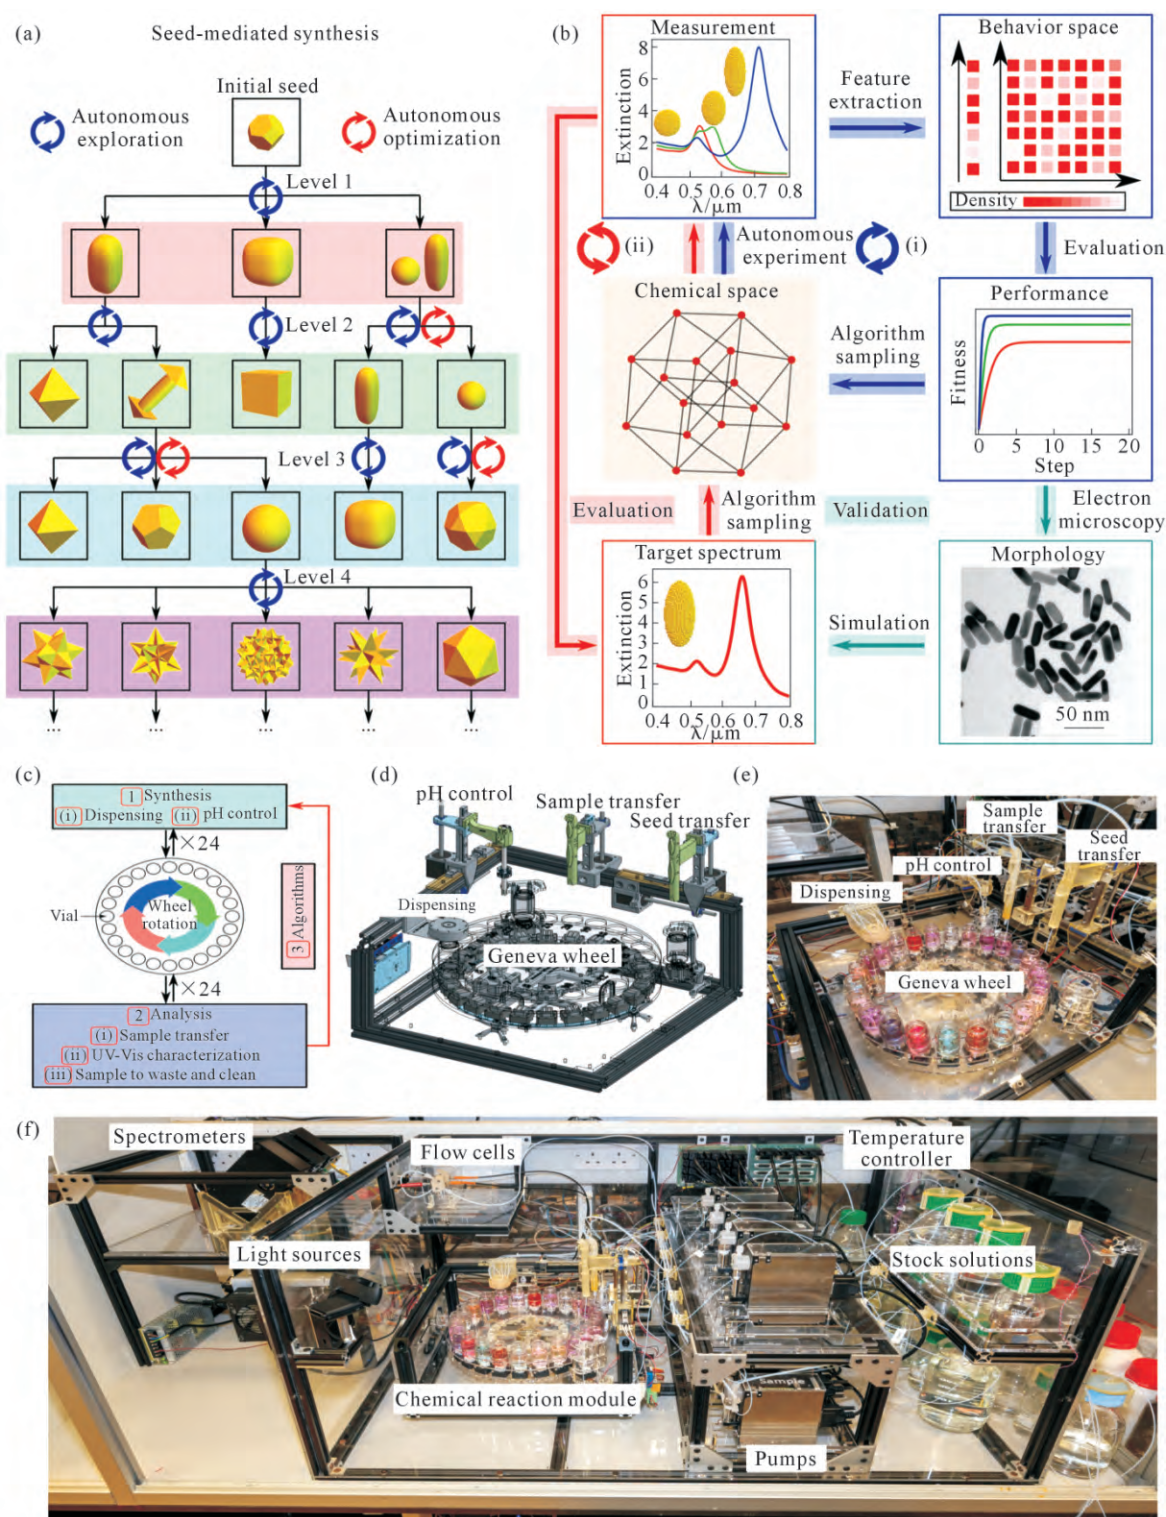 (a)
Seed-mediated synthesis
Initial seed
Autonomous
exploration
Autonomous
optimization
Level 1
Level 2
Level 3
Level 4
... ... ... ... ...
(b)
Measurement
Extinction
8
6
4
2
0
0.4 0.5 0.6 0.7 0.8
λ/μm
Feature
extraction
Behavior space
Density
(ii)
Autonomous
experiment
(i)
Evaluation
Chemical space
Algorithm
sampling
Performance
Fitness
0 5 10 15 20
Step
Evaluation
Algorithm
sampling
Validation
Electron
microscopy
Target spectrum
Extinction
6
5
4
3
2
1
0
0.4 0.5 0.6 0.7 0.8
λ/μm
Simulation
Morphology
50 nm
(c)
1 Synthesis
(i) Dispensing (ii) pH control
×24
Vial
Wheel
rotation
3 Algorithms
×24
2 Analysis
(i) Sample transfer
(ii) UV-Vis characterization
(iii) Sample to waste and clean
(d)
pH control
Sample transfer
Seed transfer
Dispensing
Geneva wheel
(e)
Sample
transfer
Seed
transfer
pH control
Dispensing
Geneva wheel
(f)
Spectrometers
Flow cells
Temperature
controller
Light sources
Stock solutions
Chemical reaction module
Sample
Pumps